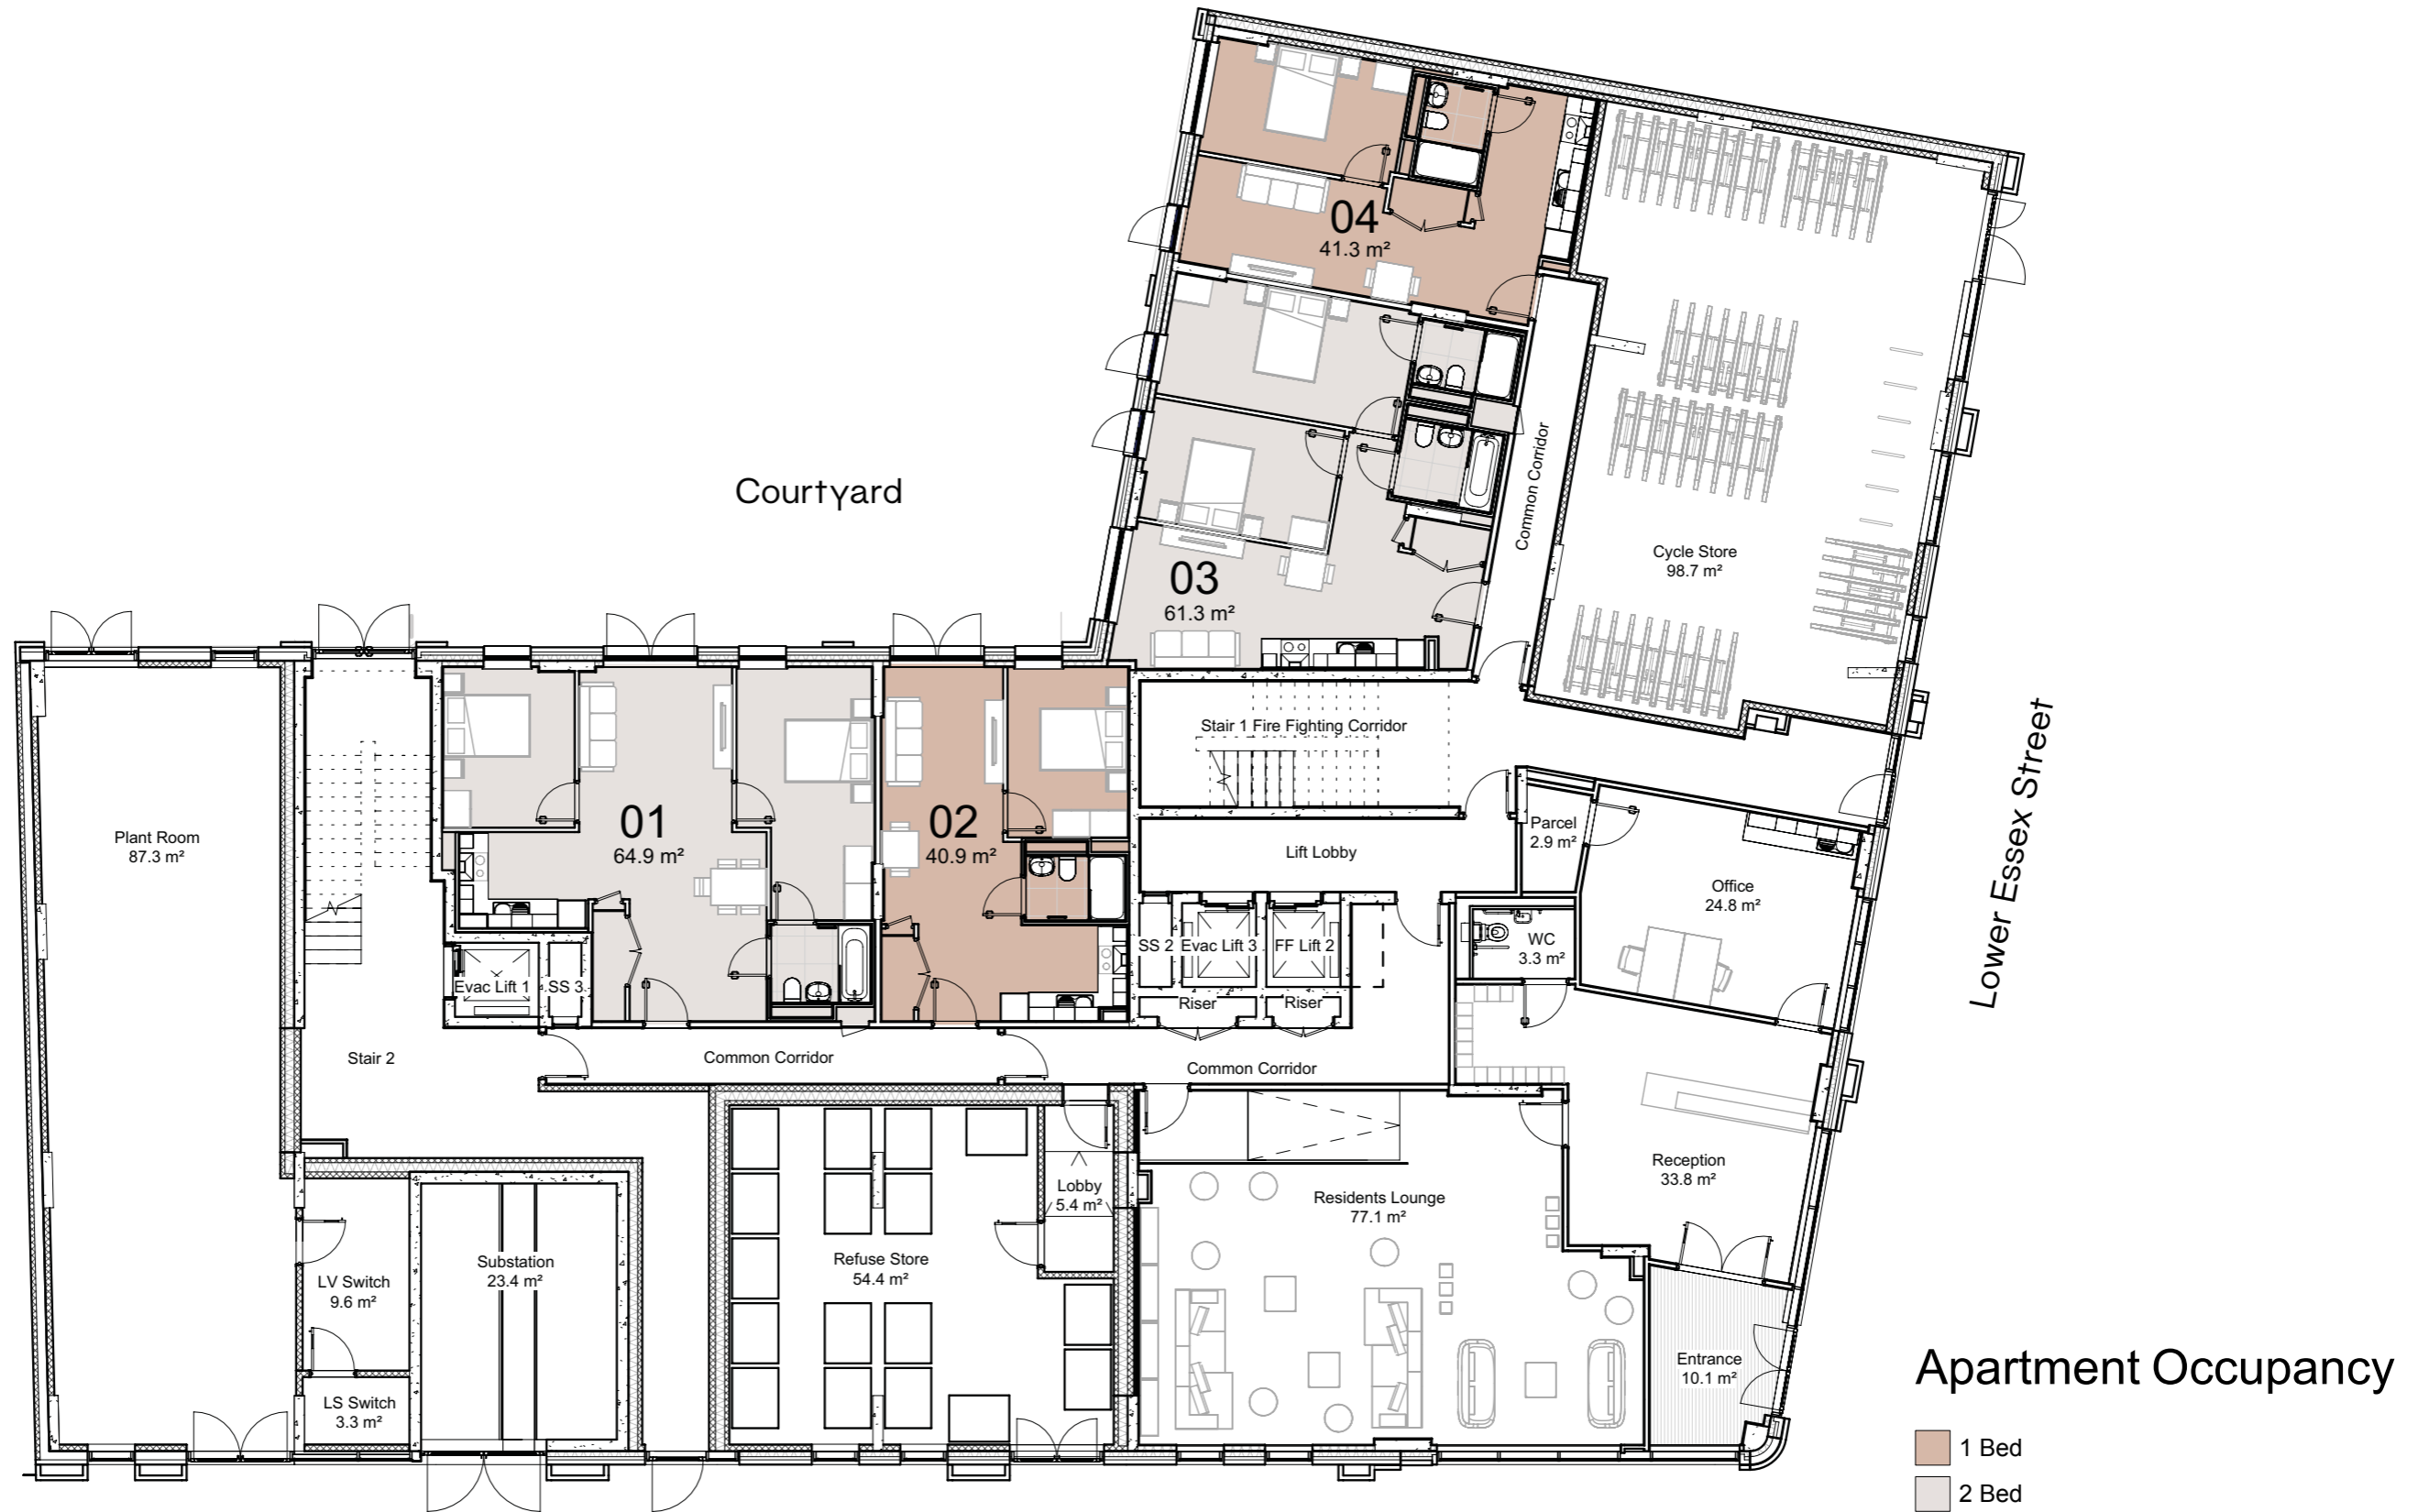 04
41.3 m²
Courtyard
Common Corridor
Cycle Store
98.7 m²
03
61.3 m²
Stair 1 Fire Fighting Corridor
Lower Essex Street
Plant Room
87.3 m²
01
64.9 m²
02
40.9 m²
Lift Lobby
Parcel
2.9 m²
Office
24.8 m²
Evac Lift 1
SS 3
SS 2
Evac Lift 3
FF Lift 2
WC
3.3 m²
Riser
Riser
Stair 2
Common Corridor
Common Corridor
Reception
33.8 m²
Lobby
5.4 m²
Residents Lounge
77.1 m²
LV Switch
9.6 m²
Substation
23.4 m²
Refuse Store
54.4 m²
LS Switch
3.3 m²
Entrance
10.1 m²
Apartment Occupancy
1 Bed
2 Bed